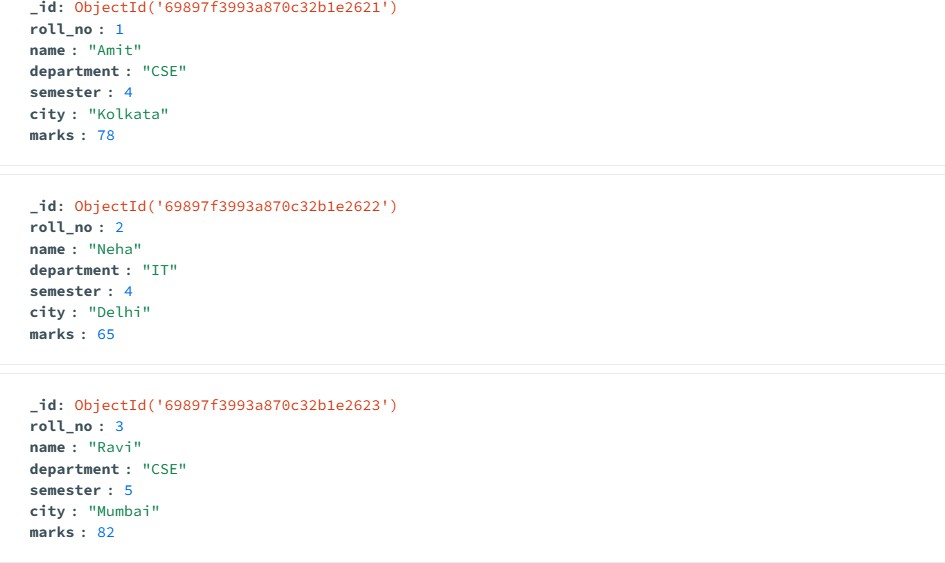 _id: ObjectId('69897f3993a870c32b1e2621')
roll_no : 1
name : "Amit"
department : "CSE"
semester : 4
city : "Kolkata"
marks : 78
_id: ObjectId('69897f3993a870c32b1e2622')
roll_no : 2
name : "Neha"
department : "IT"
semester : 4
city : "Delhi"
marks : 65
_id: ObjectId('69897f3993a870c32b1e2623')
roll_no : 3
name : "Ravi"
department : "CSE"
semester : 5
city : "Mumbai"
marks : 82